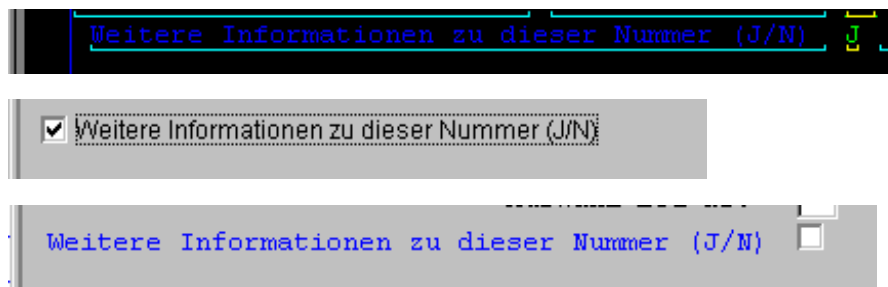 Weitere Informationen zu dieser Nummer (J/N) J
Weitere Informationen zu dieser Nummer (J/N)
Weitere Informationen zu dieser Nummer (J/N)